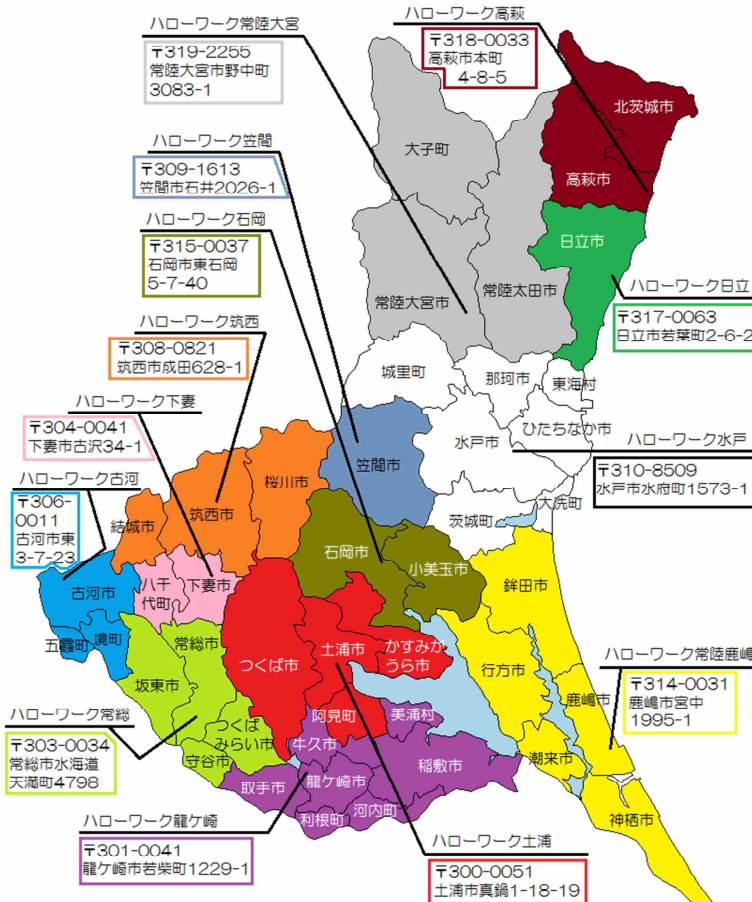 ハローワーク常陸大宮
〒319-2255
常陸大宮市野中町
3083-1
ハローワーク高萩
〒318-0033
高萩市本町
4-8-5
北茨城市
大子町
高萩市
ハローワーク笠間
〒309-1613
笠間市石井2026-1
ハローワーク石岡
〒315-0037
石岡市東石岡
5-7-40
日立市
常陸大宮市
常陸太田市
ハローワーク日立
〒317-0063
日立市若葉町2-6-2
ハローワーク筑西
〒308-0821
筑西市成田628-1
城里町
那珂市
東海村
ハローワーク下妻
〒304-0041
下妻市古沢34-1
水戸市
ひたちなか市
ハローワーク水戸
〒310-8509
水戸市水府町1573-1
笠間市
桜川市
ハローワーク古河
〒306-
0011
古河市東
3-7-23
筑西市
結城市
茨城町
大洗町
石岡市
小美玉市
鉾田市
古河市
八千
代町
下妻市
五霞町
境町
常総市
つくば市
土浦市
かすみが
うら市
行方市
ハローワーク常陸鹿嶋
〒314-0031
鹿嶋市宮中
1995-1
坂東市
鹿嶋市
ハローワーク常総
〒303-0034
常総市水海道
天満町4798
つくば
みらい市
守谷市
阿見町
美浦村
牛久市
稲敷市
潮来市
取手市
龍ケ崎市
利根町
河内町
神栖市
ハローワーク龍ケ崎
〒301-0041
龍ケ崎市若柴町1229-1
ハローワーク土浦
〒300-0051
土浦市真鍋1-18-19